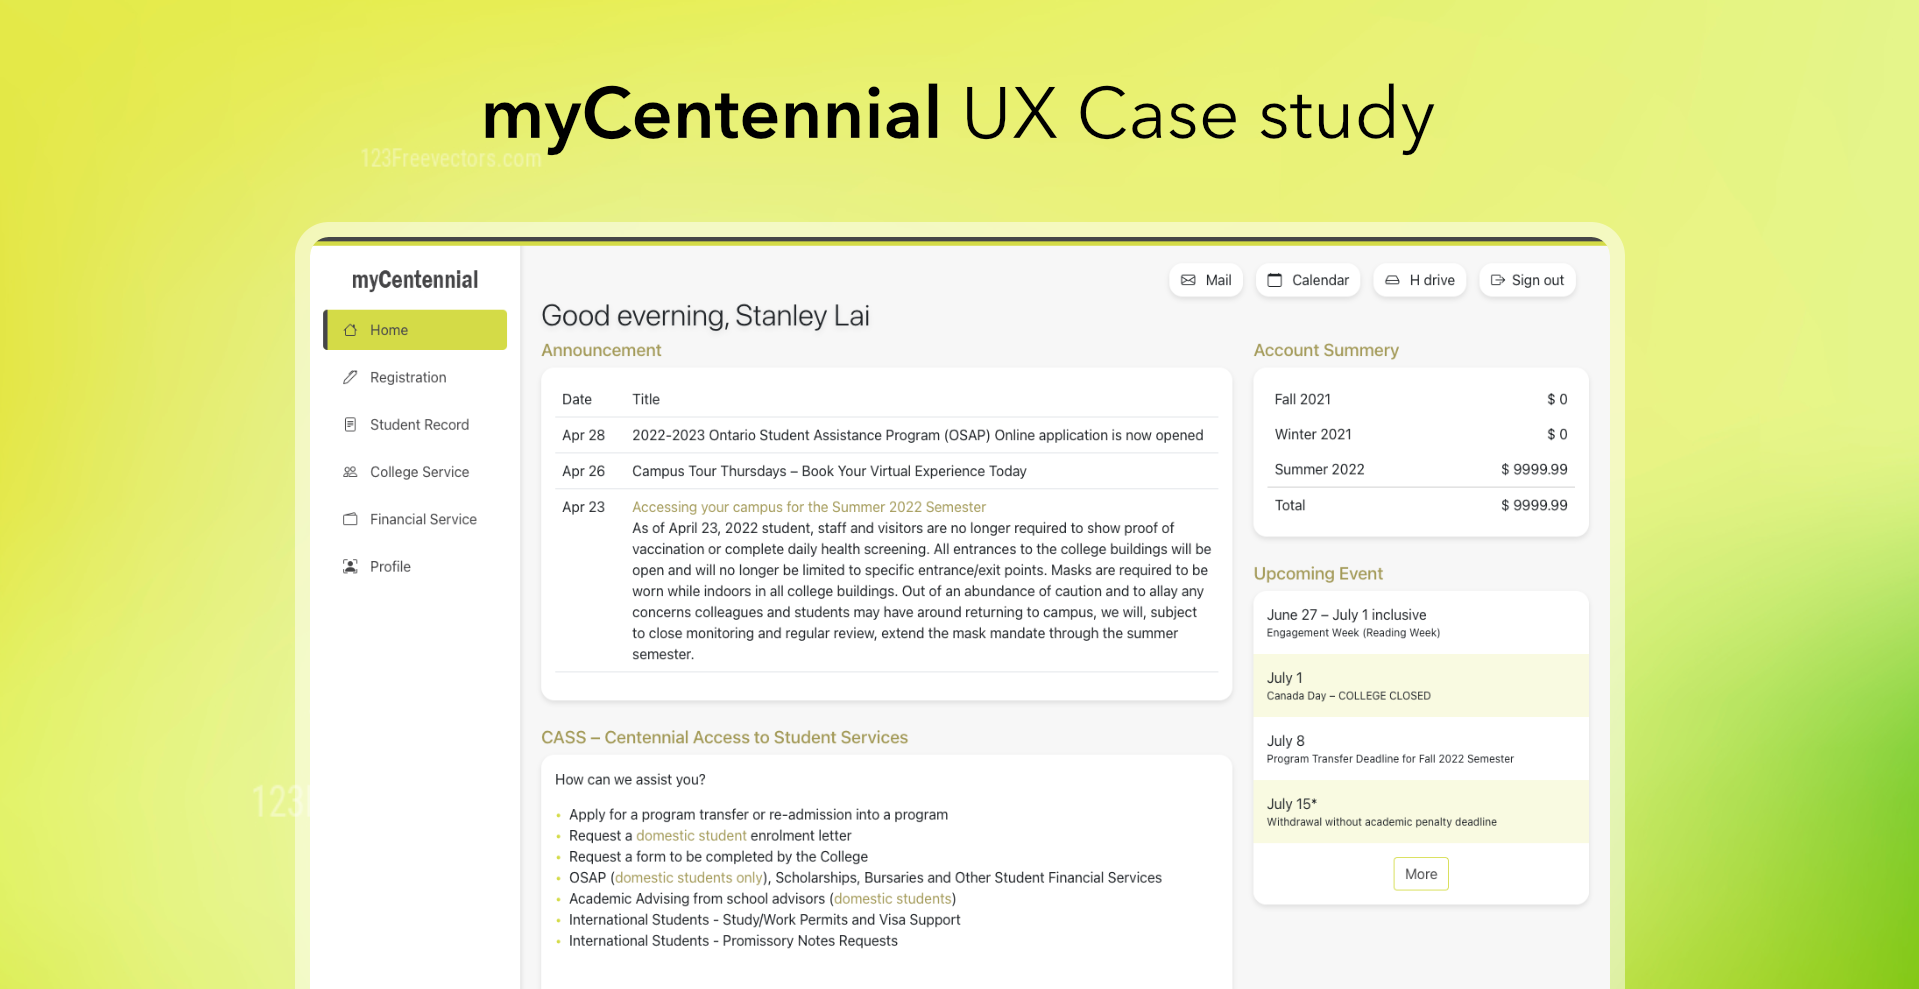 myCentennial UX Case study
123Freevectors.com
myCentennial
Home
Registration
Student Record
College Service
Financial Service
Profile
Mail
Calendar
H drive
Sign out
Good everning, Stanley Lai
Announcement
Date Title
Apr 28 2022-2023 Ontario Student Assistance Program (OSAP) Online application is now opened
Apr 26 Campus Tour Thursdays – Book Your Virtual Experience Today
Apr 23 Accessing your campus for the Summer 2022 Semester
As of April 23, 2022 student, staff and visitors are no longer required to show proof of
vaccination or complete daily health screening. All entrances to the college buildings will be
open and will no longer be limited to specific entrance/exit points. Masks are required to be
worn while indoors in all college buildings. Out of an abundance of caution and to allay any
concerns colleagues and students may have around returning to campus, we will, subject
to close monitoring and regular review, extend the mask mandate through the summer
semester.
CASS – Centennial Access to Student Services
How can we assist you?
• Apply for a program transfer or re-admission into a program
• Request a domestic student enrolment letter
• Request a form to be completed by the College
• OSAP (domestic students only), Scholarships, Bursaries and Other Student Financial Services
• Academic Advising from school advisors (domestic students)
• International Students - Study/Work Permits and Visa Support
• International Students - Promissory Notes Requests
Account Summery
Fall 2021 $ 0
Winter 2021 $ 0
Summer 2022 $ 9999.99
Total $ 9999.99
Upcoming Event
June 27 – July 1 inclusive
Engagement Week (Reading Week)
July 1
Canada Day – COLLEGE CLOSED
July 8
Program Transfer Deadline for Fall 2022 Semester
July 15*
Withdrawal without academic penalty deadline
More
123